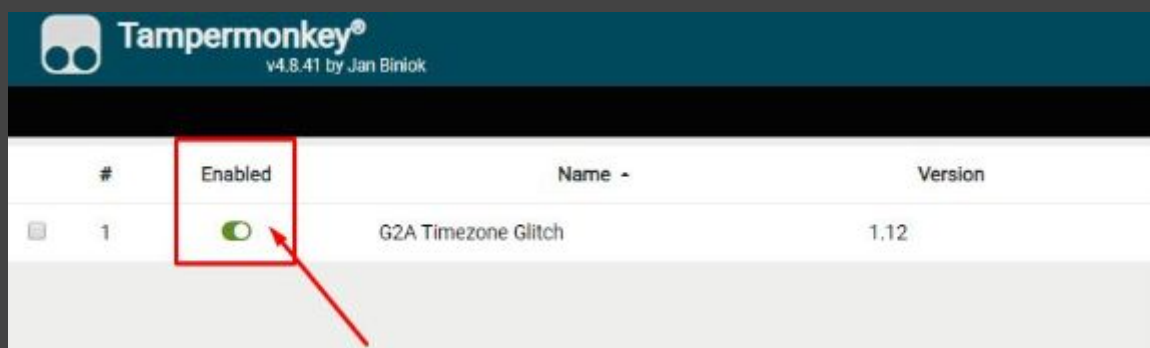 Tampermonkey®
v4.8.41 by Jan Biniok
# Enabled Name Version
1 G2A Timezone Glitch 1.12